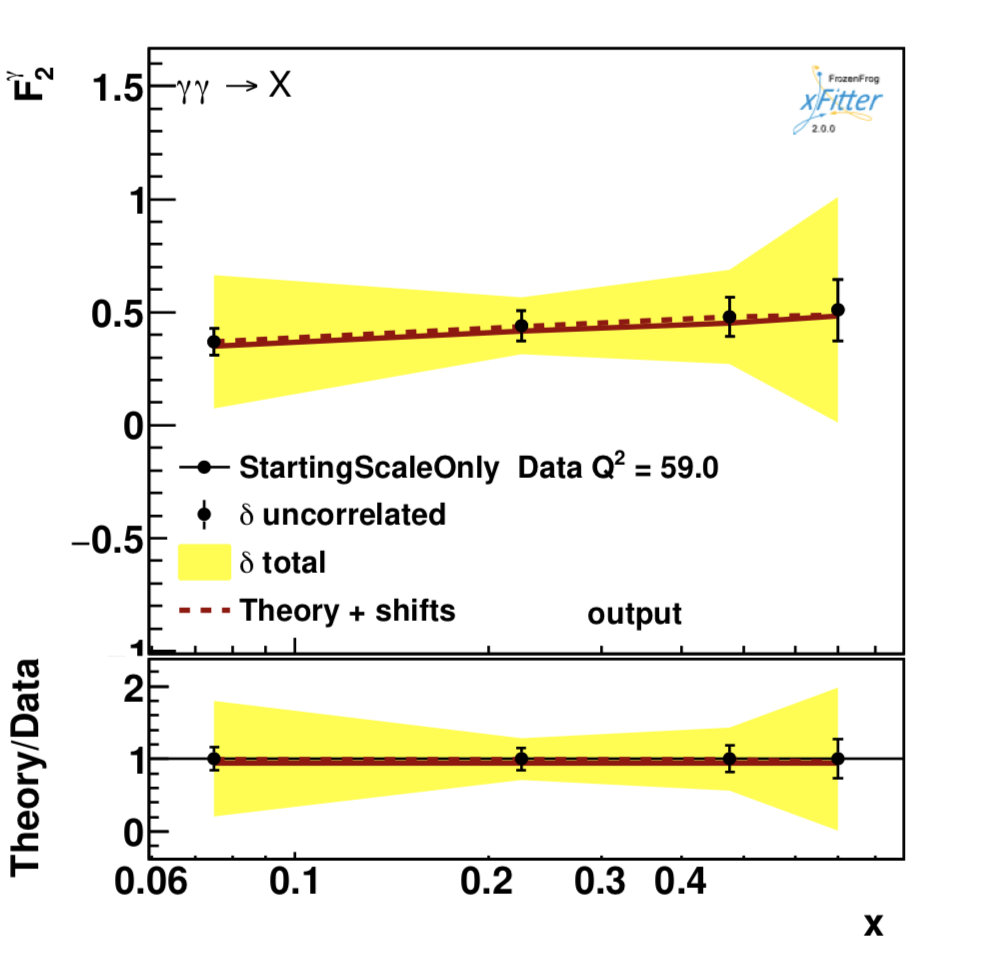 F₂^γ
γγ → X
FrozenFrog
xFitter
2.0.0
1.5
1
0.5
0
−0.5
1
StartingScaleOnly Data Q² = 59.0
δ uncorrelated
δ total
Theory + shifts
output
Theory/Data
2
1
0
0.06 0.1 0.2 0.3 0.4
x